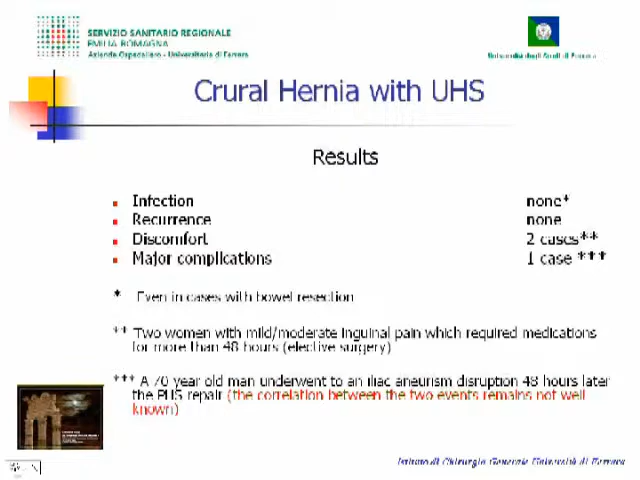 SERVIZIO SANITARIO REGIONALE
EMILIA ROMAGNA
Azienda Ospedaliero - Universitaria di Ferrara
Università degli Studi di Ferrara
Crural Hernia with UHS
Results
Infection none*
Recurrence none
Discomfort 2 cases**
Major complications 1 case ***
* Even in cases with bowel resection
** Two women with mild/moderate inguinal pain which required medications
for more than 48 hours (elective surgery)
*** A 70 year old man underwent to an iliac aneurism disruption 48 hours later
the PHS repair (the correlation between the two events remains not well
known)
Istituto di Chirurgia Generale Università di Ferrara